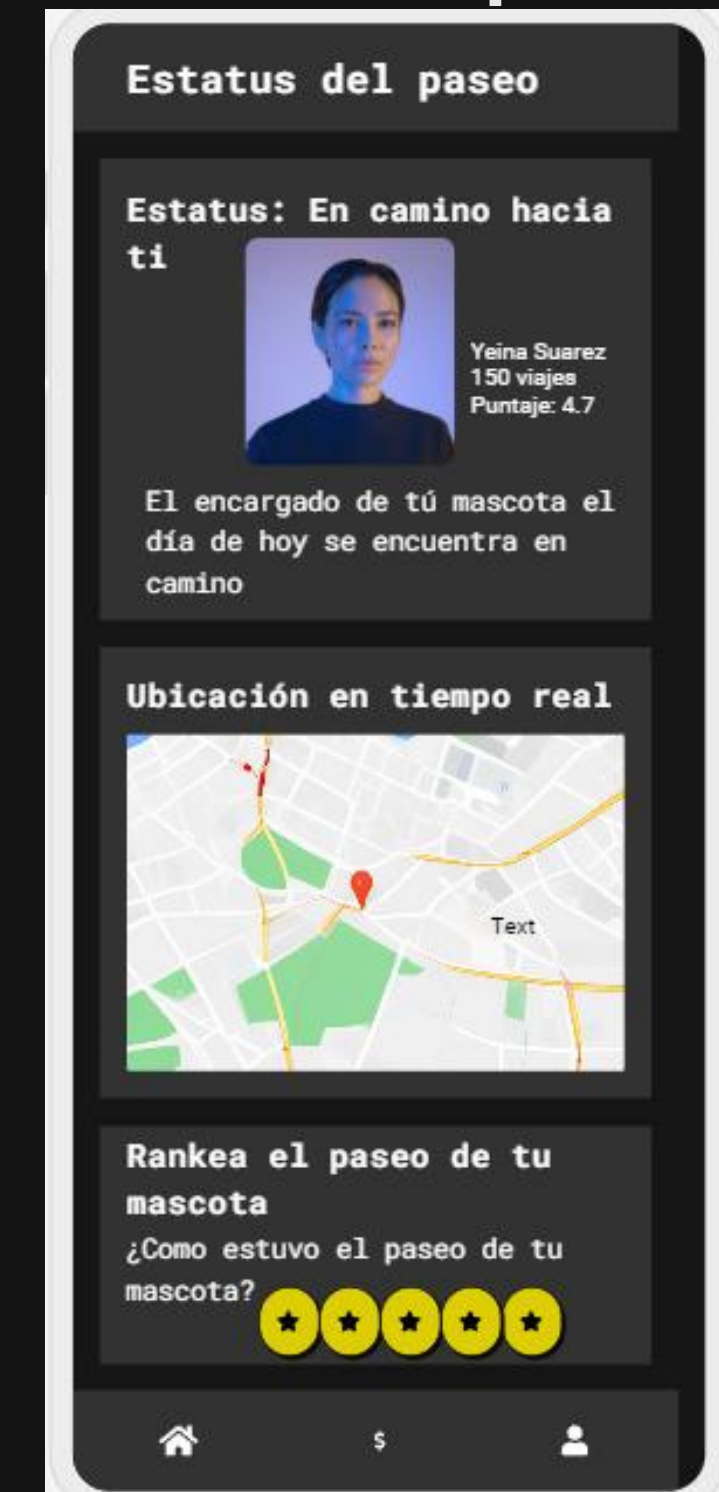 Estatus del paseo
Estatus: En camino hacia
ti
Yeina Suarez
150 viajes
Puntaje: 4.7
El encargado de tú mascota el
día de hoy se encuentra en
camino
Ubicación en tiempo real
Text
Rankea el paseo de tu
mascota
¿Como estuvo el paseo de tu
mascota?
$